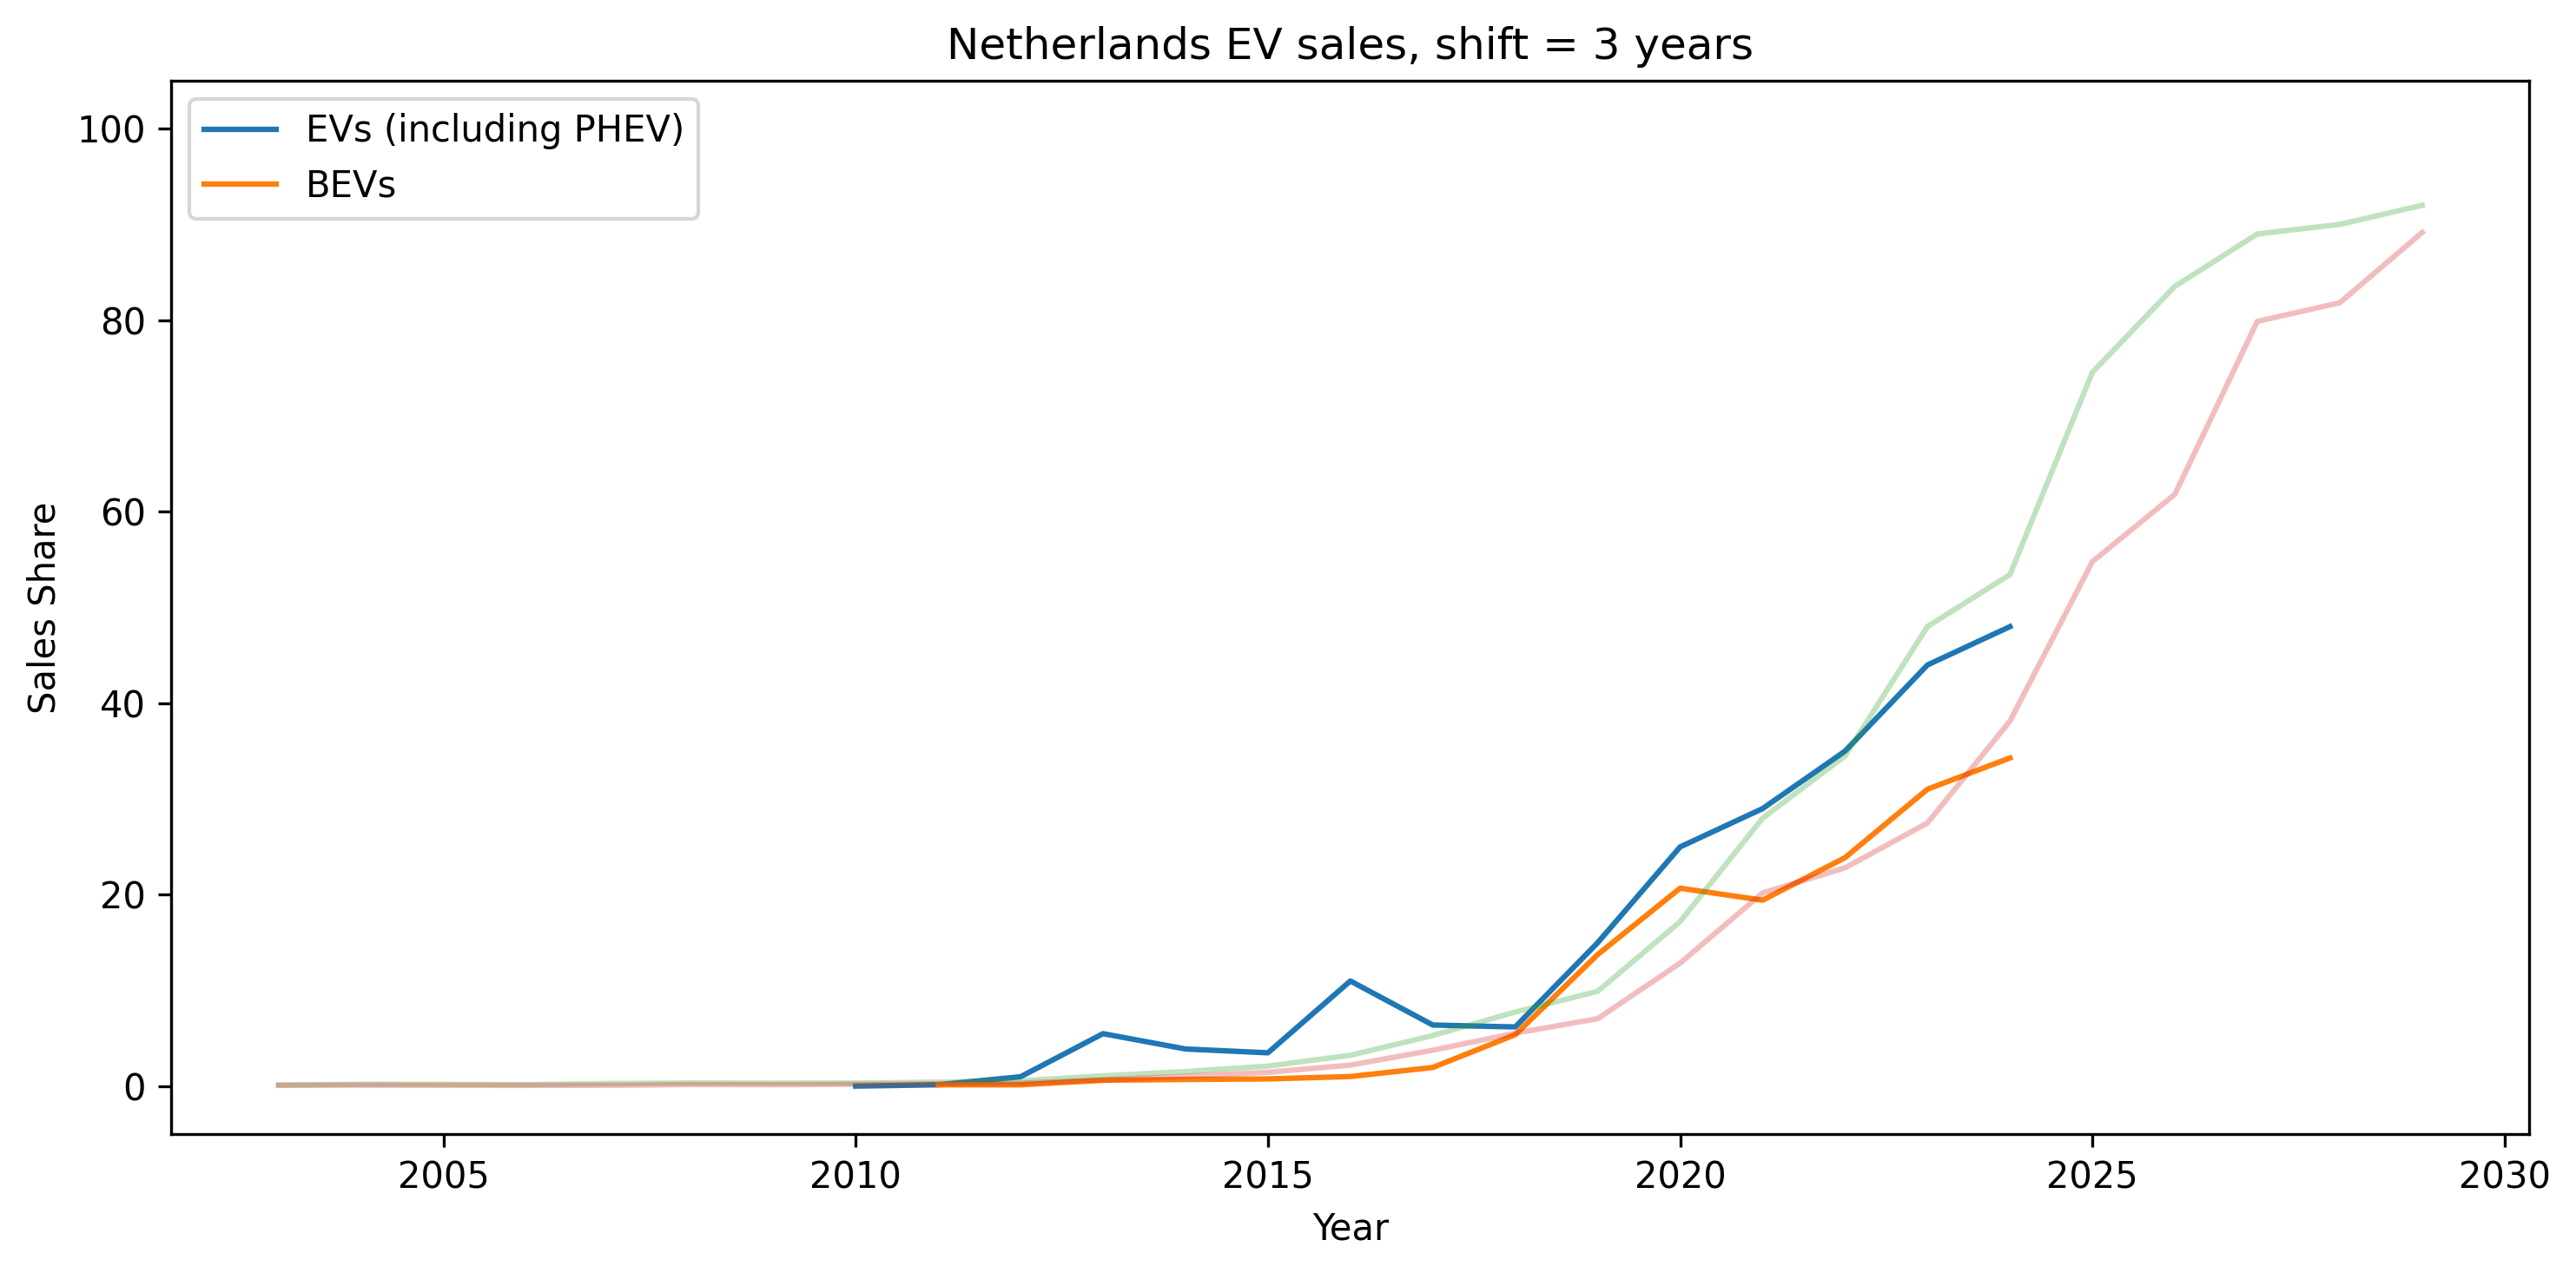 Netherlands EV sales, shift = 3 years
EVs (including PHEV)
BEVs
100
80
60
40
20
0
Sales Share
2005
2010
2015
2020
2025
2030
Year